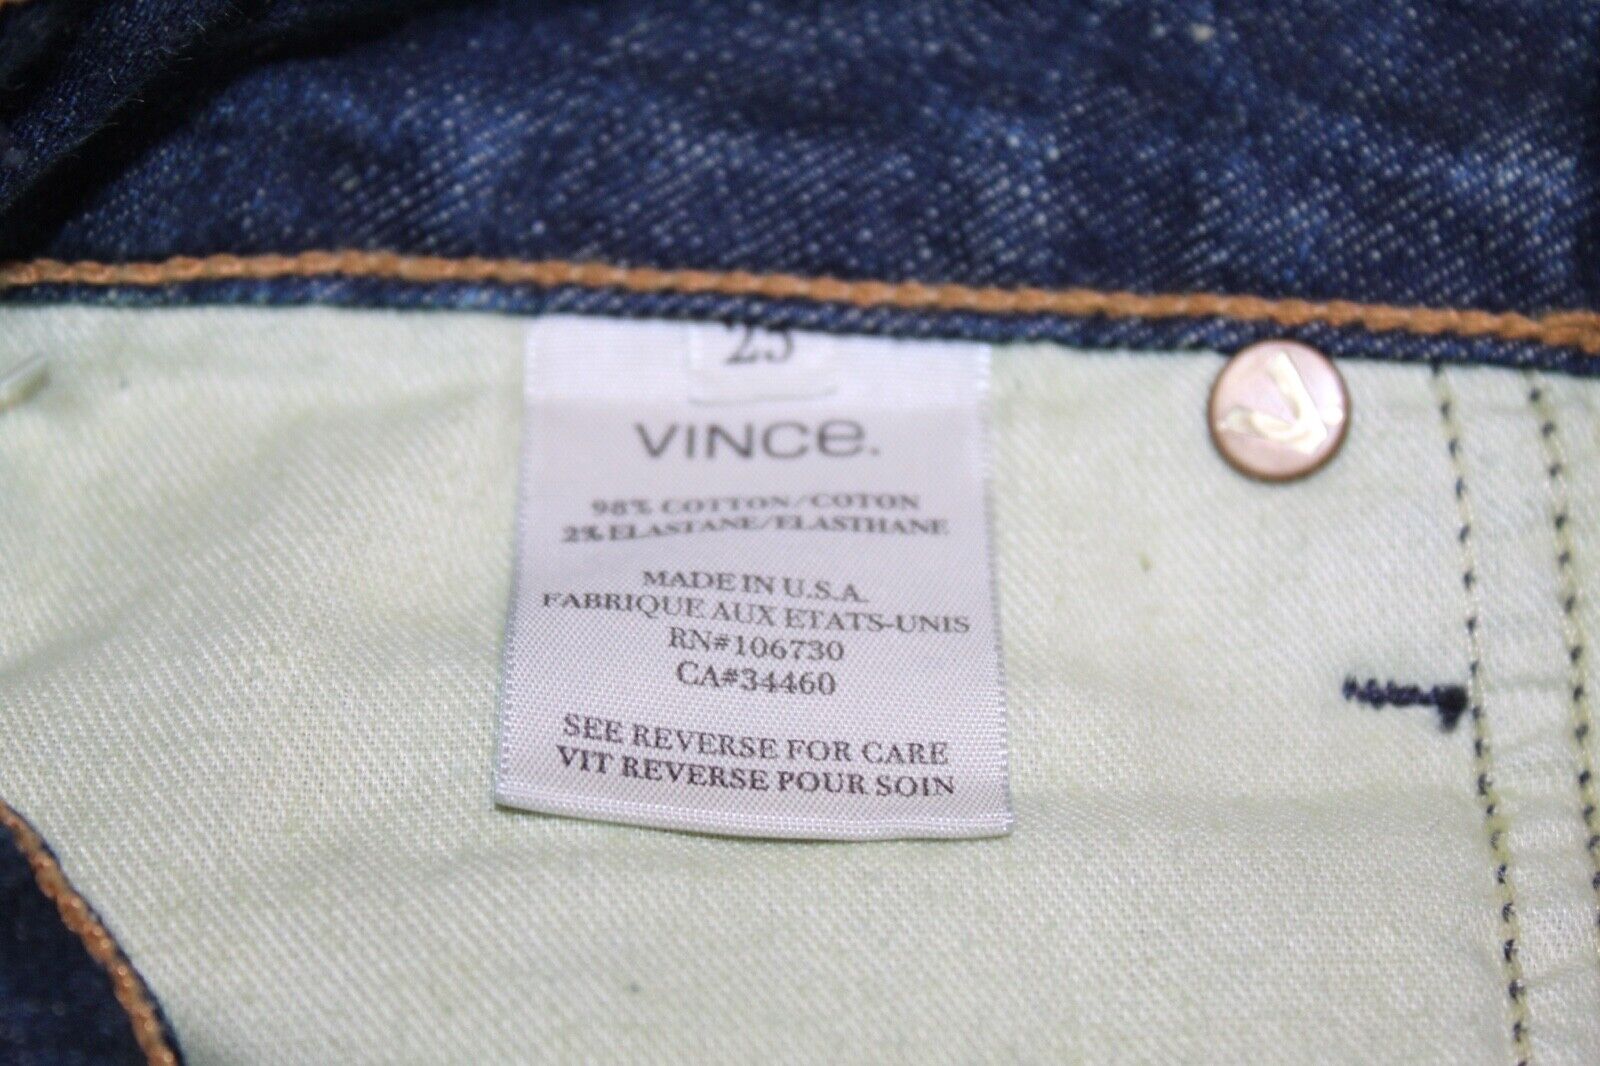 25
VINCE.
98% COTTON/COTON
2% ELASTANE/ELASTHANE
MADE IN U.S.A.
FABRIQUE AUX ETATS-UNIS
RN#106730
CA#34460
SEE REVERSE FOR CARE
VIT REVERSE POUR SOIN